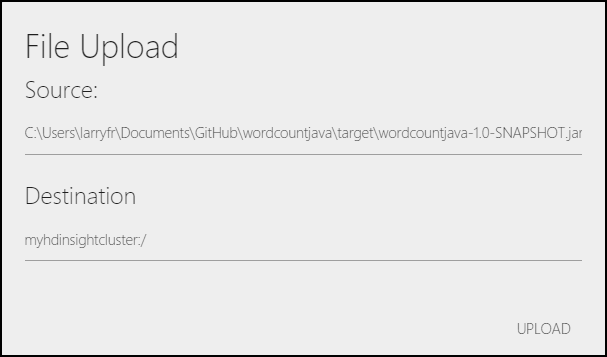 File Upload
Source:
C:\Users\larryfr\Documents\GitHub\wordcountjava\target\wordcountjava-1.0-SNAPSHOT.jar
Destination
myhdinsightcluster:/
UPLOAD